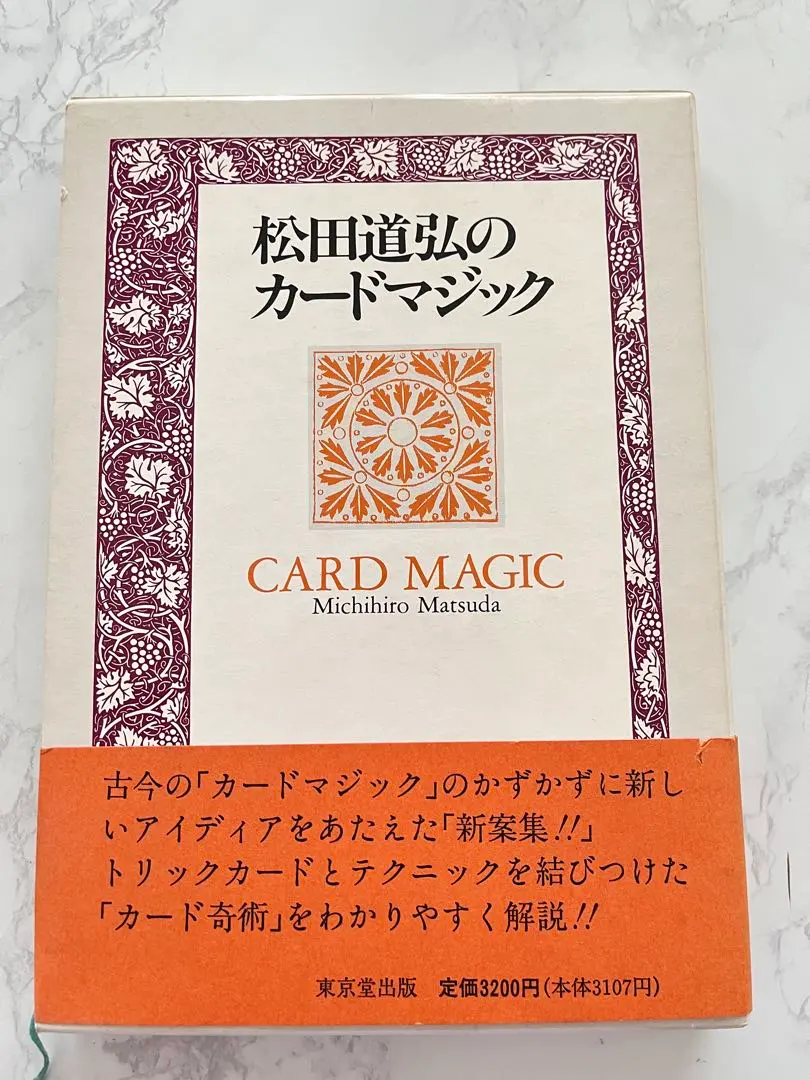 松田道弘の
カードマジック
CARD MAGIC
Michihiro Matsuda
古今の「カードマジック」のかずかずに新し
いアイディアをあたえた「新案集!!」
トリックカードとテクニックを結びつけた
「カード奇術」をわかりやすく解説!!
東京堂出版 定価3200円(本体3107円)